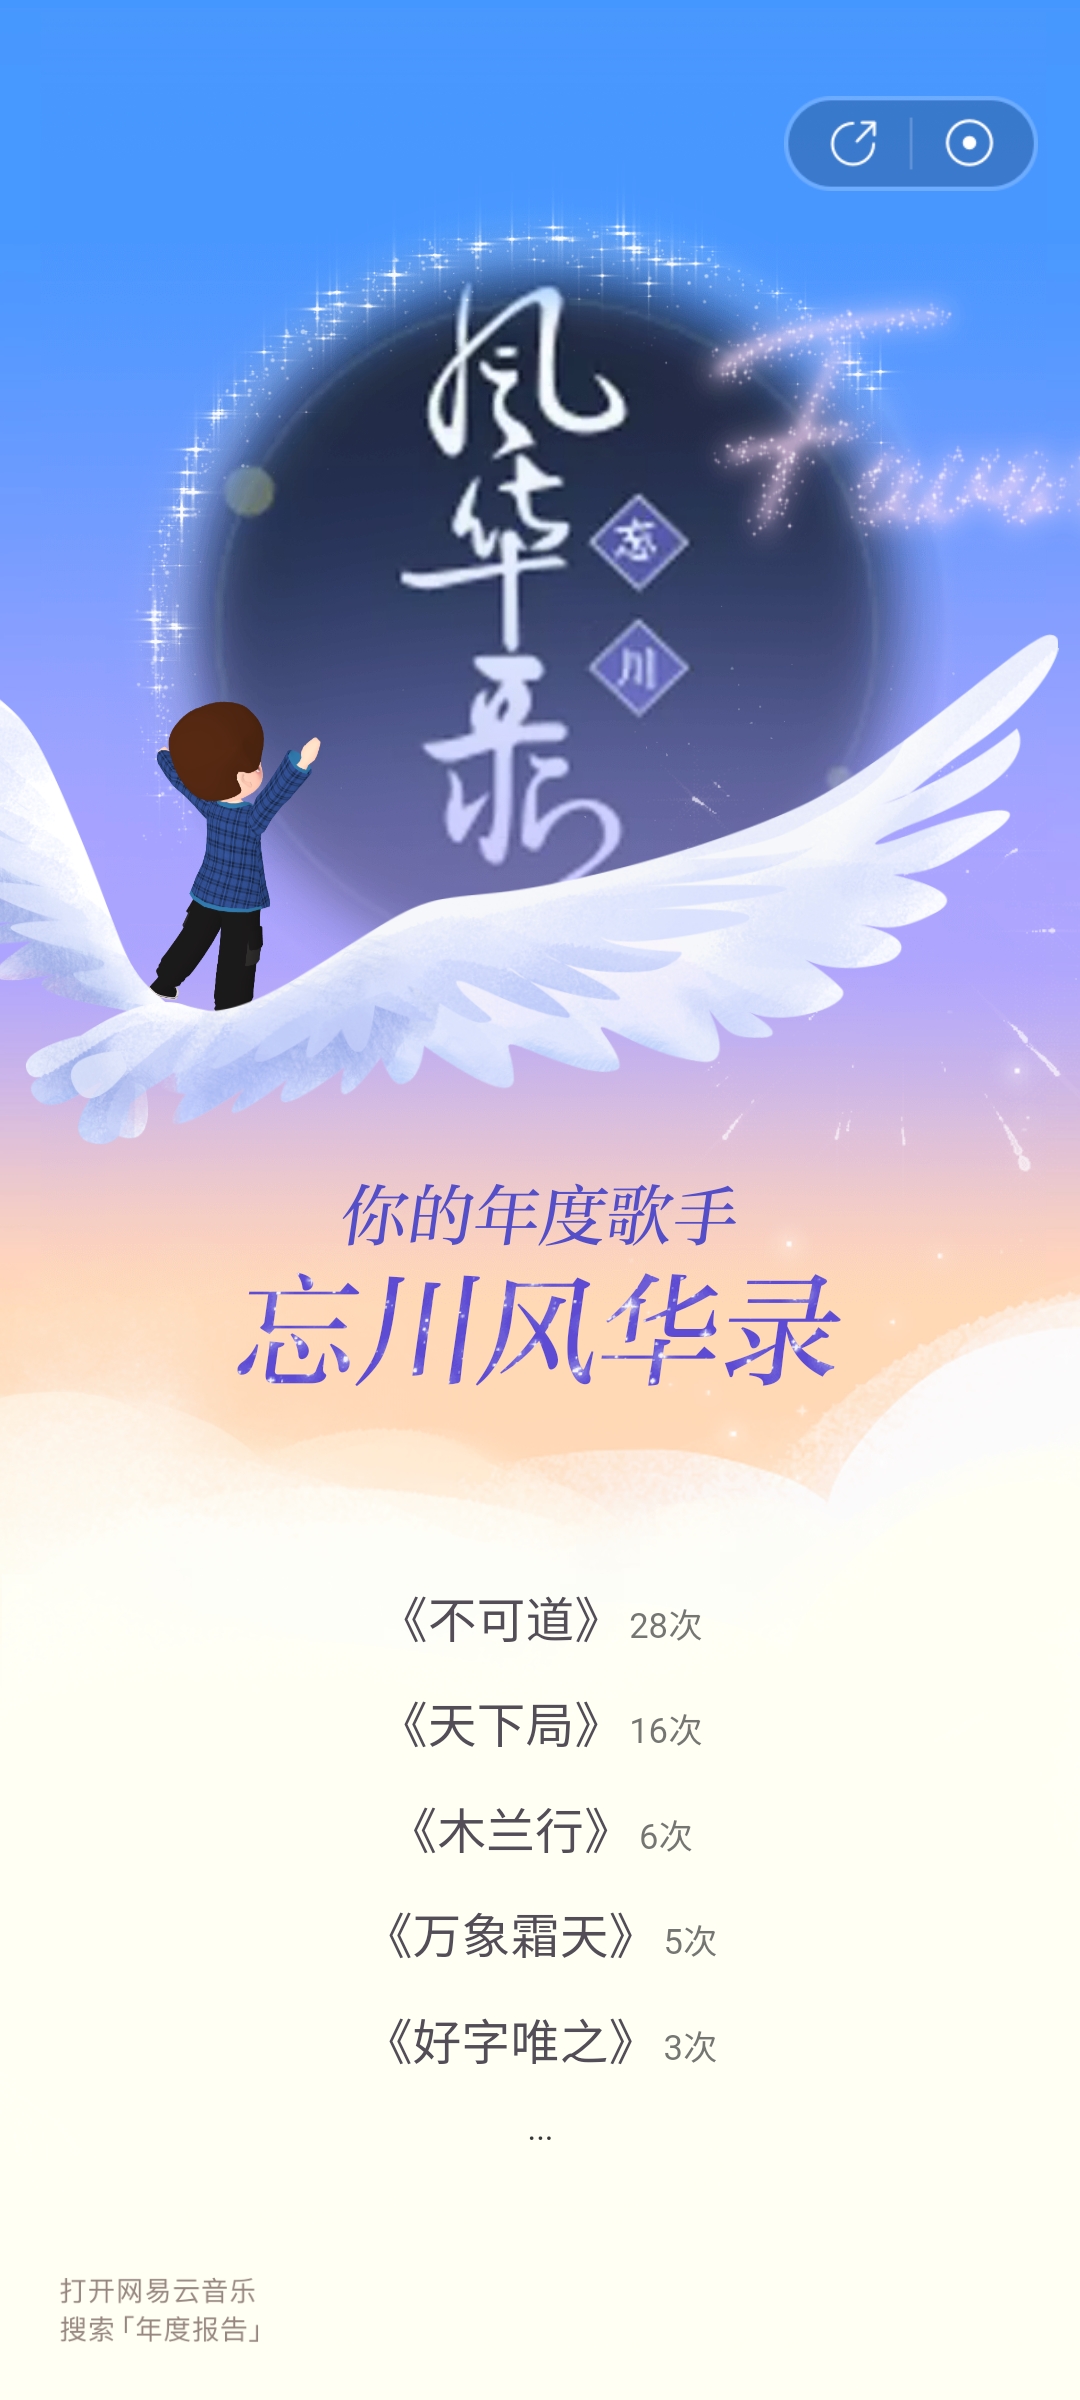 风华录
忘川
你的年度歌手
忘川风华录
《不可道》 28次
《天下局》 16次
《木兰行》 6次
《万象霜天》 5次
《好字唯之》 3次
...
打开网易云音乐
搜索「年度报告」